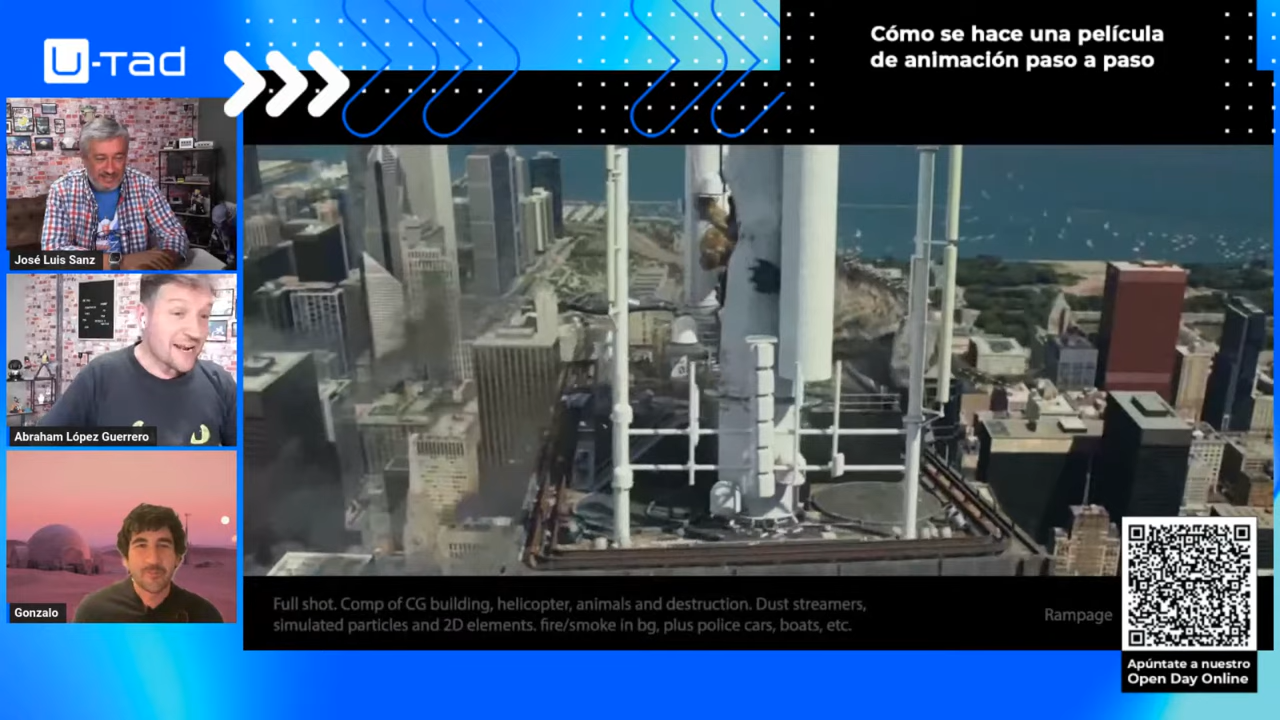 U-Tad
Cómo se hace una película
de animación paso a paso
José Luis Sanz
Abraham López Guerrero
Gonzalo
Full shot. Comp of CG building, helicopter, animals and destruction. Dust streamers,
simulated particles and 2D elements. fire/smoke in bg, plus police cars, boats, etc.
Rampage
Apúntate a nuestro
Open Day Online